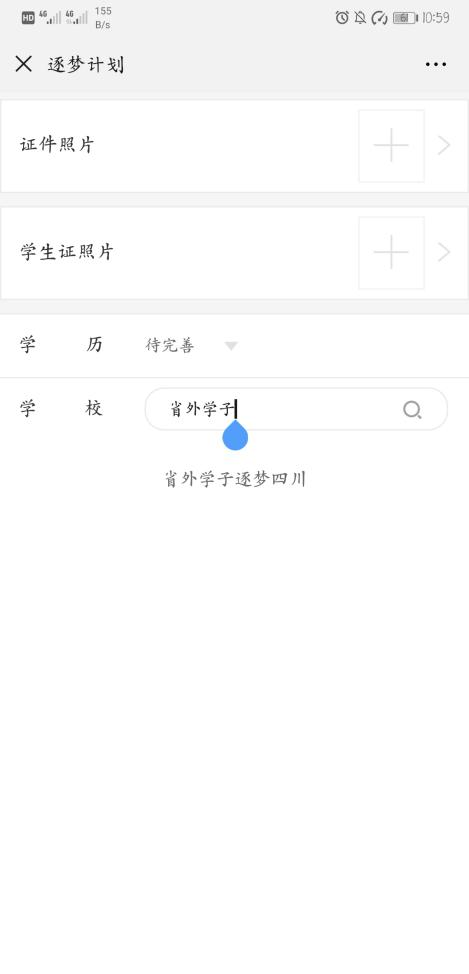 HD 4G 4G 155 B/s 61 10:59
逐梦计划
证件照片
学生证照片
学 历 待完善
学 校 省外学子
省外学子逐梦四川